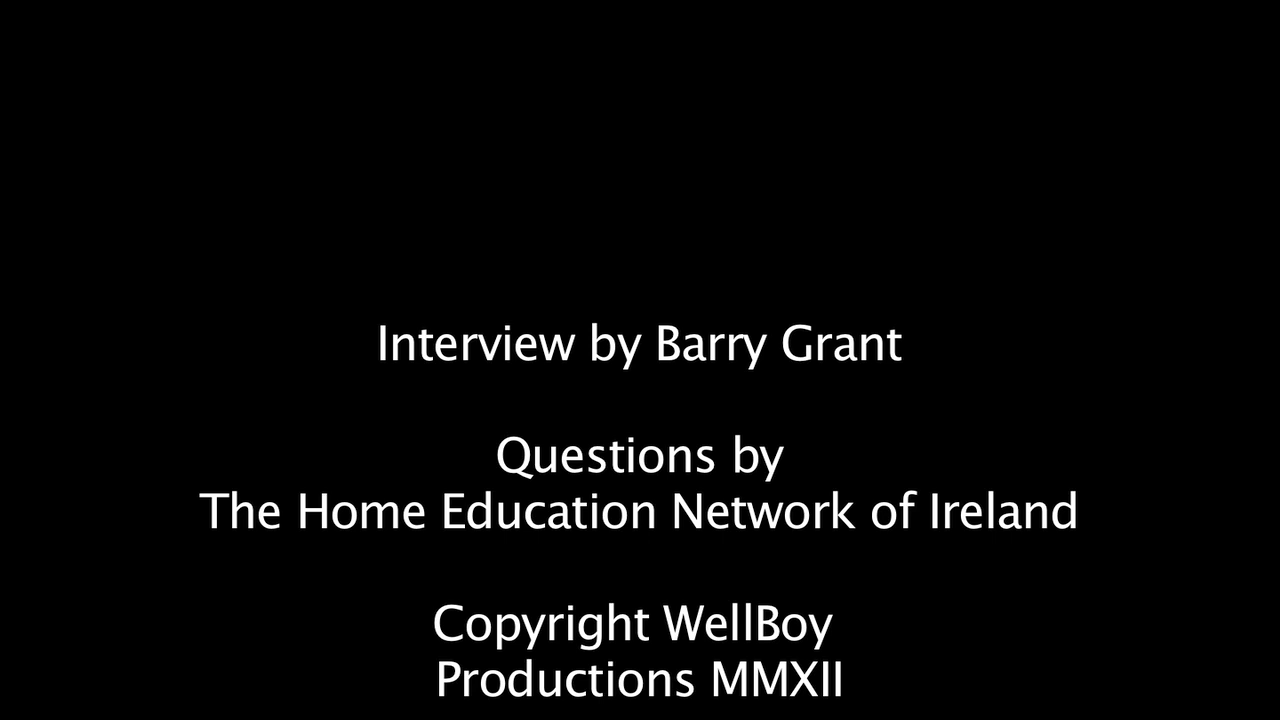 Interview by Barry Grant
Questions by
The Home Education Network of Ireland
Copyright WellBoy
Productions MMXII